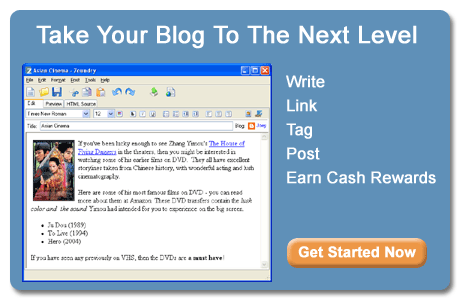 Take Your Blog To The Next Level
Asian Cinema - Zoundry
File Edit Format Post Tools Help
Edit Preview HTML Source
Times New Roman 12
Title: Asian Cinema Blog:
If you've been lucky enough to see Zhang Yimou's The House of
Flying Daggers in the theaters, then you might be interested in
watching some of his earlier films on DVD. They all have excellent
storylines taken from Chinese history, with wonderful acting and lush
cinematography.
Here are some of his most famous films on DVD - you can read
more about them at Amazon. These DVD transfers contain the lush
color and the sound Yimou had intended for you to experience on the big screen.
Ju Dou (1989)
To Live (1994)
Hero (2004)
If you have seen any previously on VHS, then the DVDs are a must have!
Write
Link
Tag
Post
Earn Cash Rewards
Get Started Now